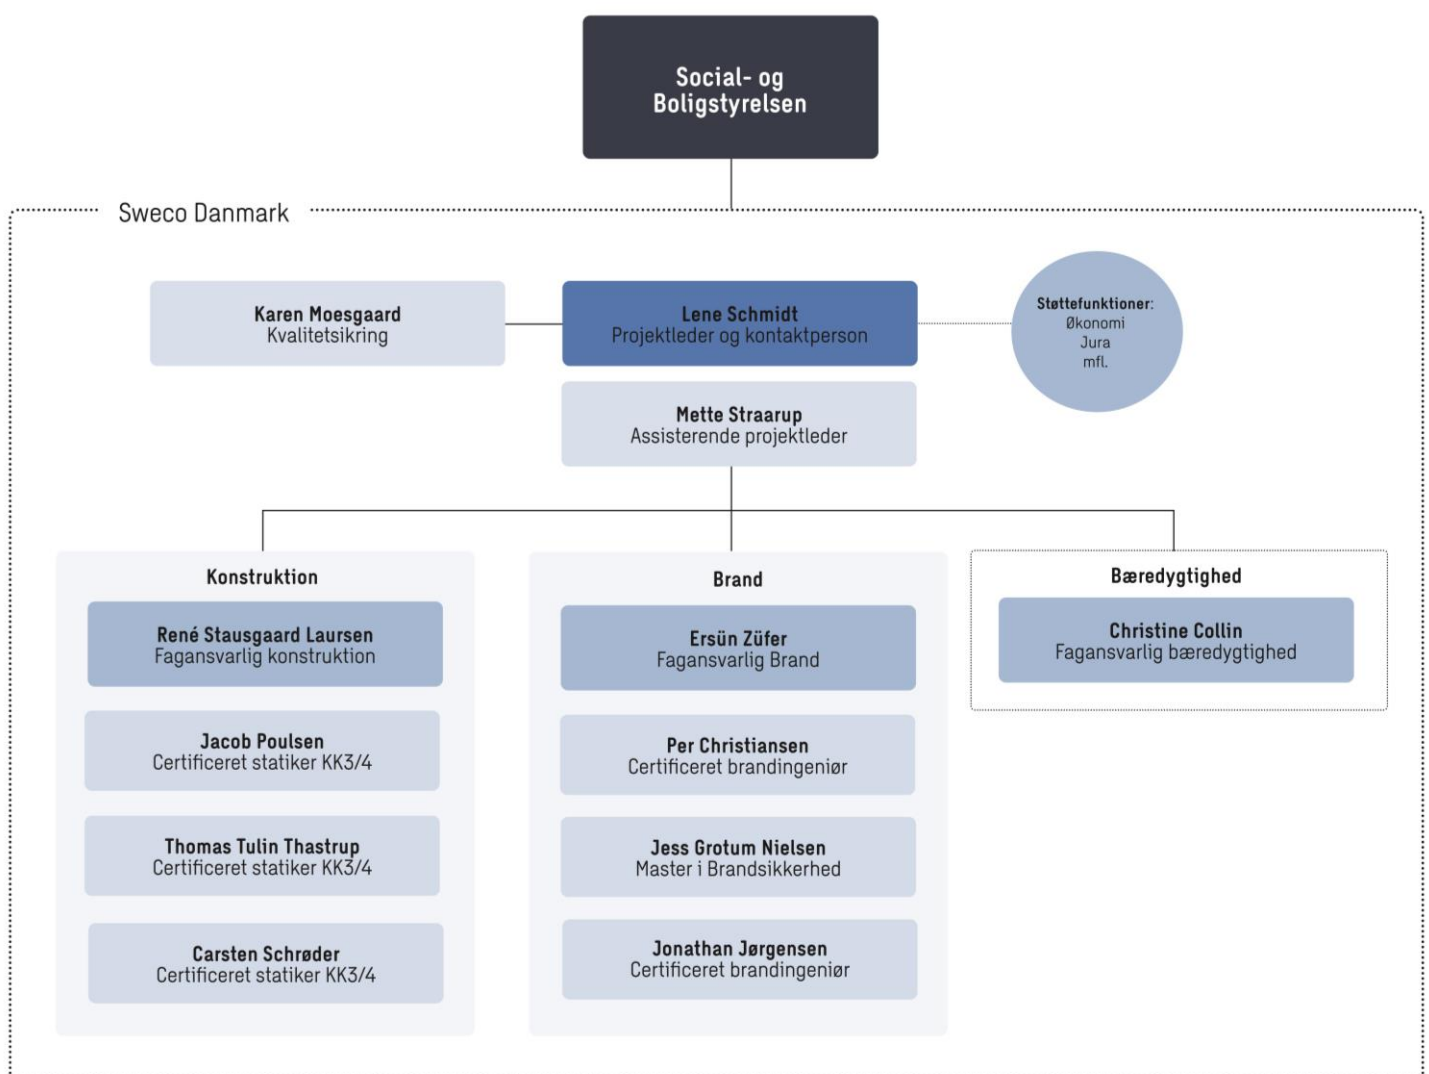 Social- og
Boligstyrelsen
Sweco Danmark
Karen Moesgaard
Kvalitetsikring
Lene Schmidt
Projektleder og kontaktperson
Støttefunktioner:
Økonomi
Jura
mfl.
Mette Straarup
Assisterende projektleder
Konstruktion
René Stausgaard Laursen
Fagansvarlig konstruktion
Jacob Poulsen
Certificeret statiker KK3/4
Thomas Tulin Thastrup
Certificeret statiker KK3/4
Carsten Schrøder
Certificeret statiker KK3/4
Brand
Ersün Züfer
Fagansvarlig Brand
Per Christiansen
Certificeret brandingeniør
Jess Grotum Nielsen
Master i Brandsikkerhed
Jonathan Jørgensen
Certificeret brandingeniør
Bæredygtighed
Christine Collin
Fagansvarlig bæredygtighed